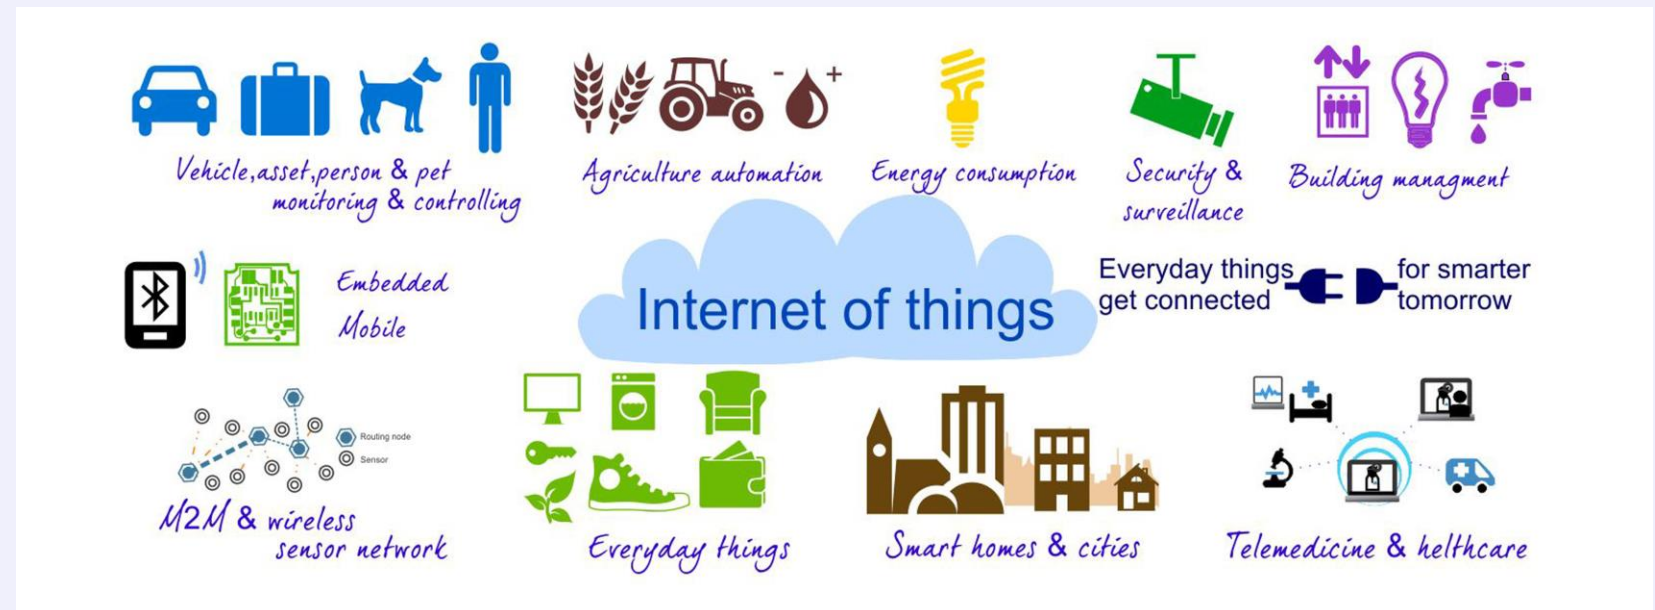 Vehicle,asset,person & pet
monitoring & controlling
Agriculture automation
Energy consumption
Security &
surveillance
Building managment
Embedded
Mobile
Internet of things
Everyday things
get connected
for smarter
tomorrow
Routing node
Sensor
M2M & wireless
sensor network
Everyday things
Smart homes & cities
Telemedicine & helthcare